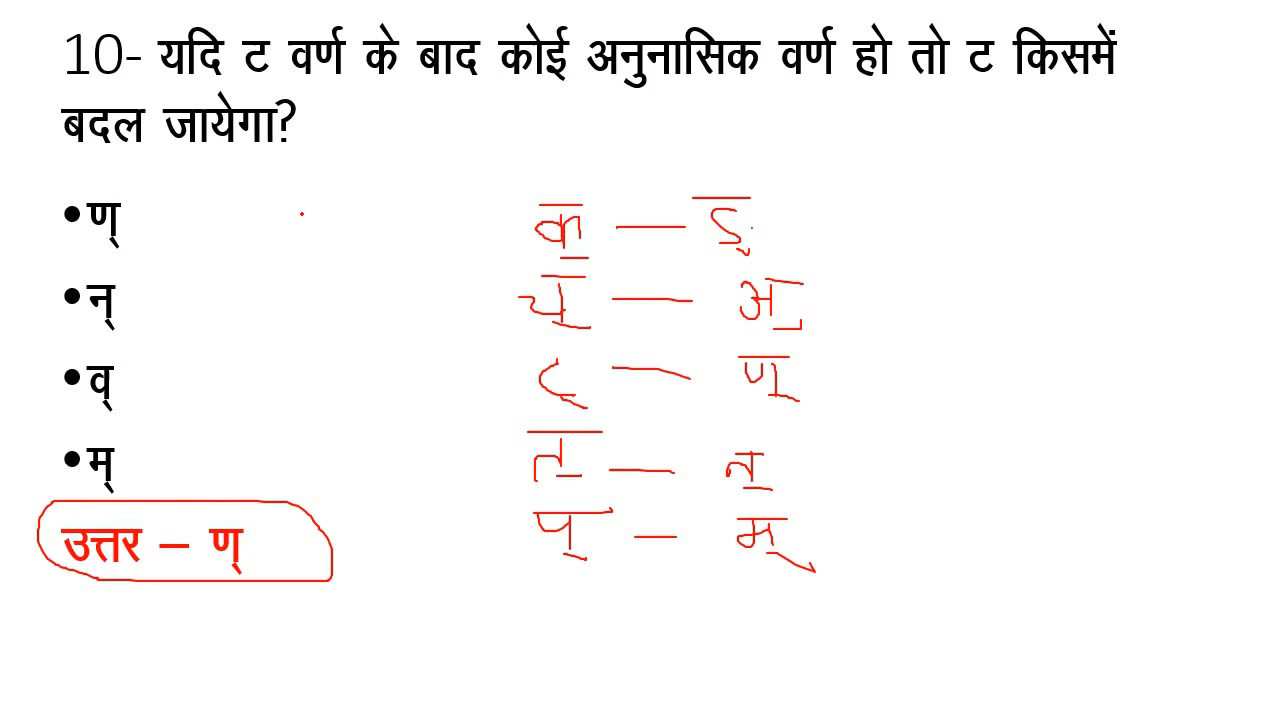 10- यदि ट वर्ण के बाद कोई अनुनासिक वर्ण हो तो ट किसमें
बदल जायेगा?
• ण्
• न्
• व्
• म्
उत्तर – ण्
क — ङ्
च् — ञ्
ट् — ण्
त — न
प् – म्